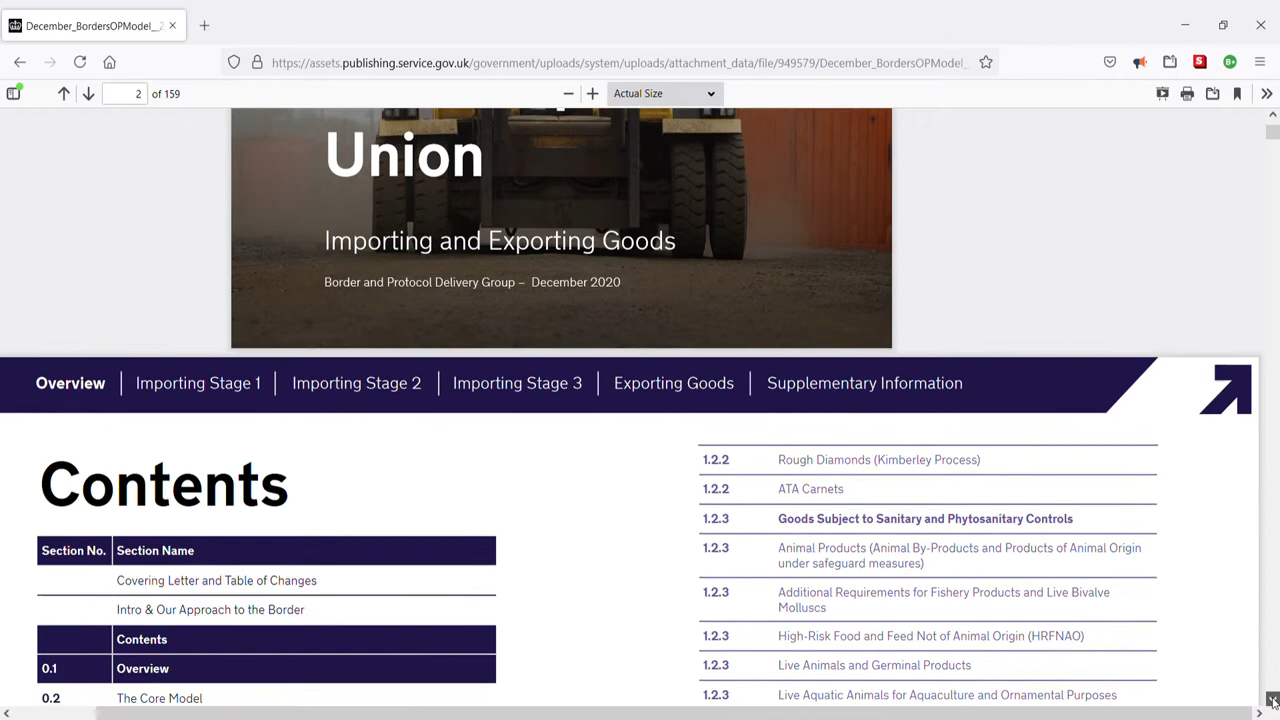 December_BordersOPModel__2
https://assets.publishing.service.gov.uk/government/uploads/system/uploads/attachment_data/file/949579/December_BordersOPModel_
2 of 159
Actual Size
Union
Importing and Exporting Goods
Border and Protocol Delivery Group – December 2020
Overview Importing Stage 1 Importing Stage 2 Importing Stage 3 Exporting Goods Supplementary Information
Contents
Section No. Section Name
Covering Letter and Table of Changes
Intro & Our Approach to the Border
Contents
0.1 Overview
0.2 The Core Model
1.2.2 Rough Diamonds (Kimberley Process)
1.2.2 ATA Carnets
1.2.3 Goods Subject to Sanitary and Phytosanitary Controls
1.2.3 Animal Products (Animal By-Products and Products of Animal Origin
under safeguard measures)
1.2.3 Additional Requirements for Fishery Products and Live Bivalve
Molluscs
1.2.3 High-Risk Food and Feed Not of Animal Origin (HRFNAO)
1.2.3 Live Animals and Germinal Products
1.2.3 Live Aquatic Animals for Aquaculture and Ornamental Purposes